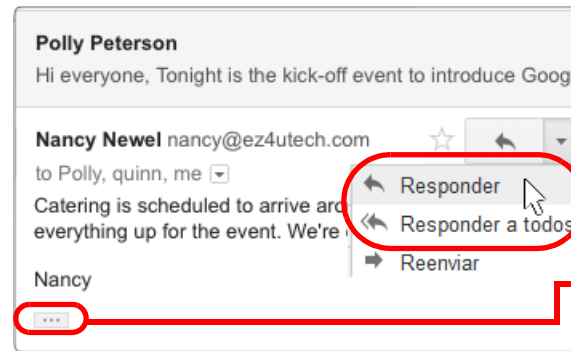 Polly Peterson
Hi everyone, Tonight is the kick-off event to introduce Goog
Nancy Newel nancy@ez4utech.com
to Polly, quinn, me
Catering is scheduled to arrive
everything up for the event. We're
Nancy
Responder
Responder a todos
Reenviar